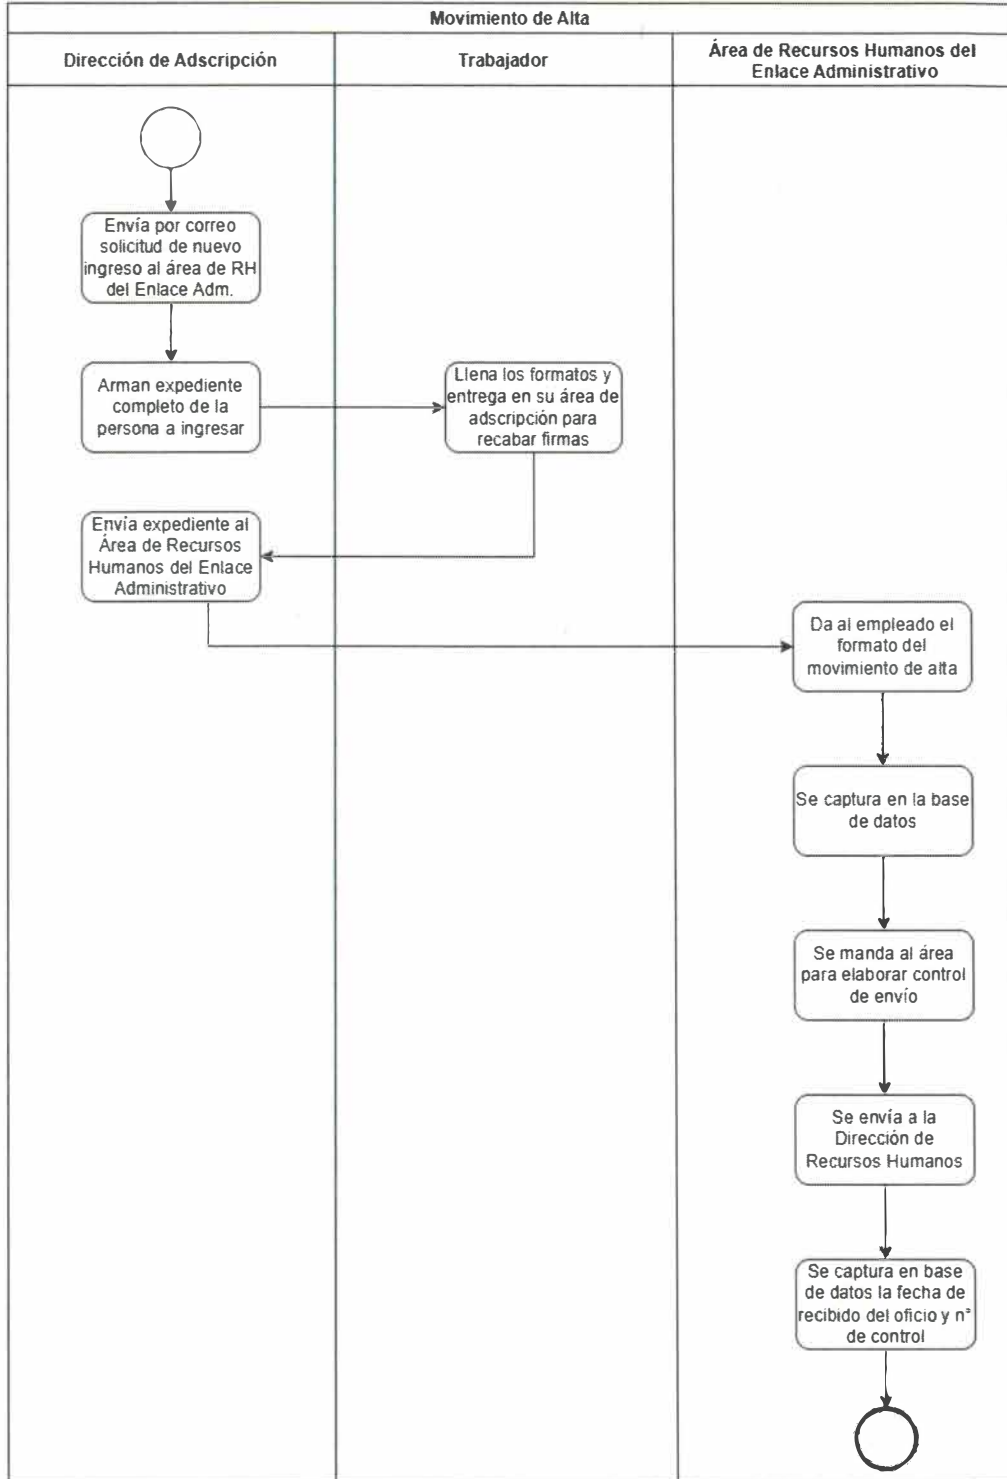 Movimiento de Alta
Dirección de Adscripción
Trabajador
Área de Recursos Humanos del
Enlace Administrativo
Envía por correo
solicitud de nuevo
ingreso al área de RH
del Enlace Adm.
Arman expediente
completo de la
persona a ingresar
Llena los formatos y
entrega en su área de
adscripción para
recabar firmas
Envía expediente al
Área de Recursos
Humanos del Enlace
Administrativo
Da al empleado el
formato del
movimiento de alta
Se captura en la base
de datos
Se manda al área
para elaborar control
de envío
Se envía a la
Dirección de
Recursos Humanos
Se captura en base
de datos la fecha de
recibido del oficio y n°
de control